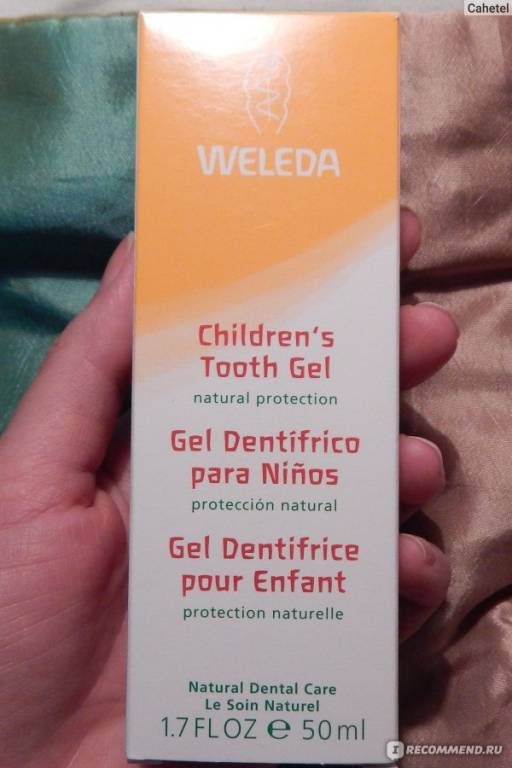 Cahetel
WELEDA
Children's
Tooth Gel
natural protection
Gel Dentífrico
para Niños
protección natural
Gel Dentifrice
pour Enfant
protection naturelle
Natural Dental Care
Le Soin Naturel
1.7 FL OZ e 50 ml
iRECOMMEND.RU